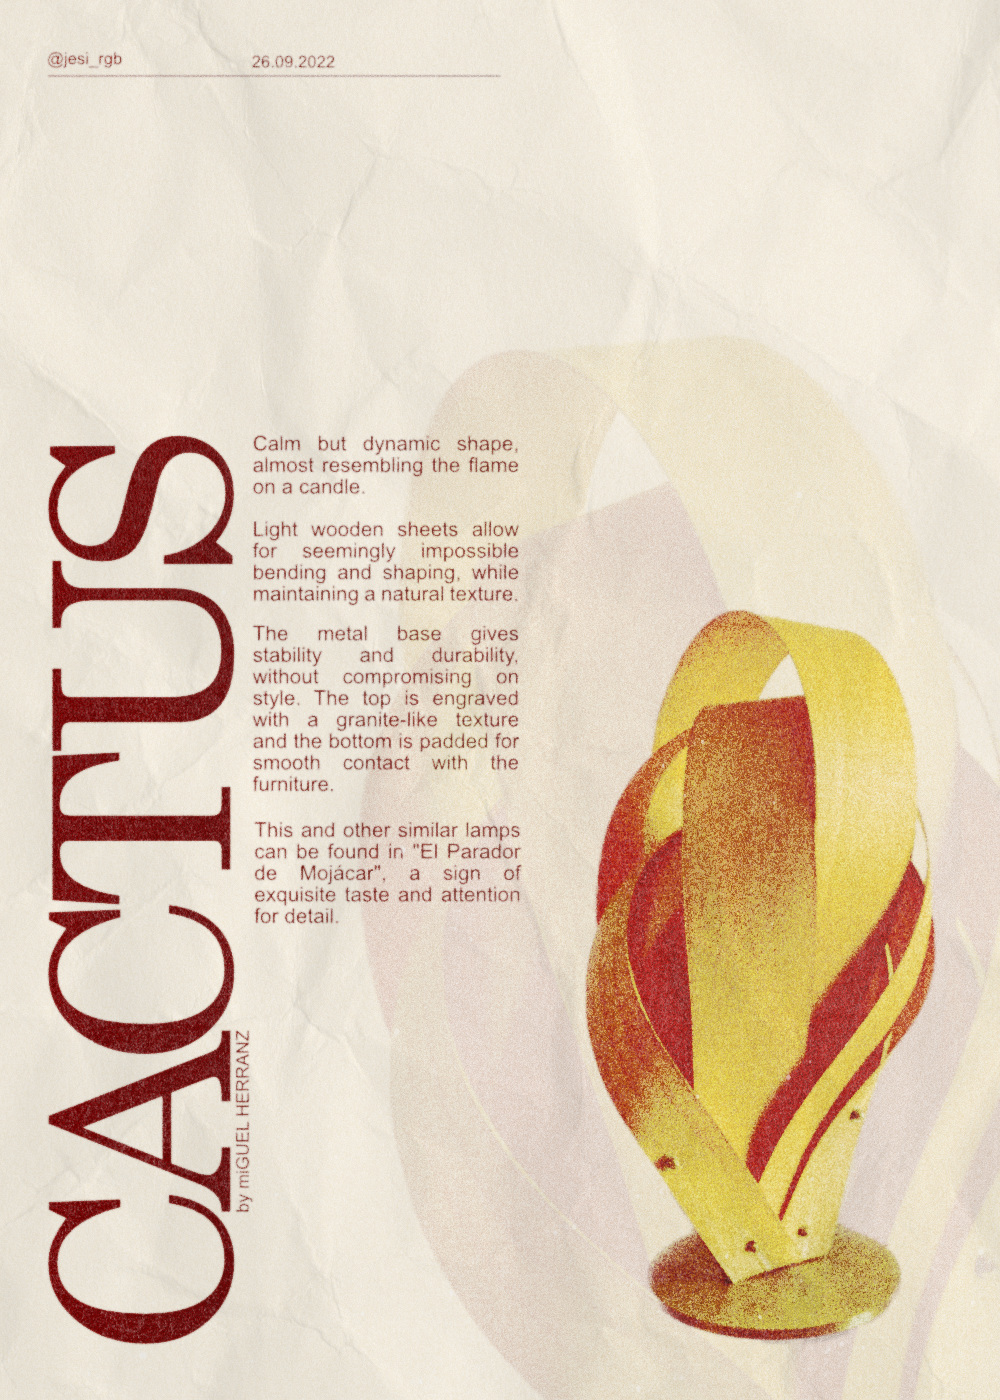 @jesi_rgb
26.09.2022
CACTUS
by miGUEL HERRANZ
Calm but dynamic shape,
almost resembling the flame
on a candle.
Light wooden sheets allow
for seemingly impossible
bending and shaping, while
maintaining a natural texture.
The metal base gives
stability and durability,
without compromising on
style. The top is engraved
with a granite-like texture
and the bottom is padded for
smooth contact with the
furniture.
This and other similar lamps
can be found in "El Parador
de Mojácar", a sign of
exquisite taste and attention
for detail.